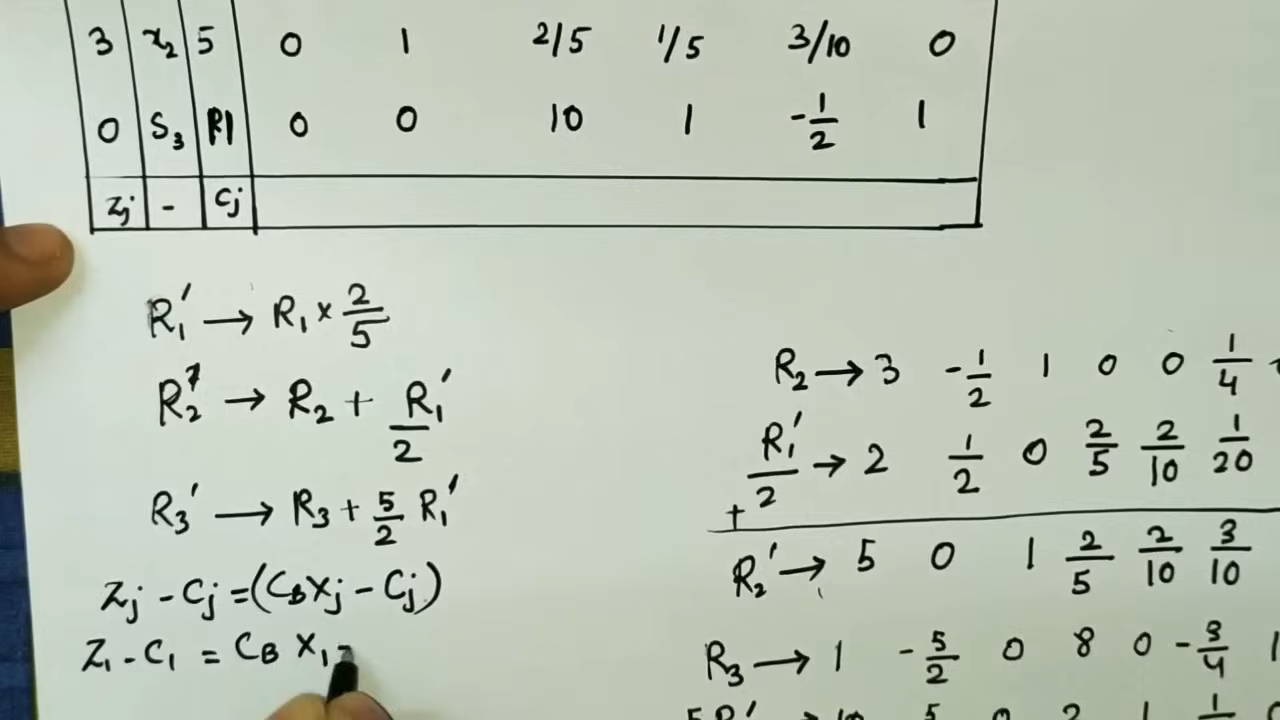 3 x₂ 5 0 1 2/5 1/5 3/10 0
0 S₃ 11 0 0 10 1 -1/2 1
Zj - Cj
R₁' → R₁ × 2/5
R₂' → R₂ + R₁'/2
R₃' → R₃ + 5/2 R₁'
Zj - Cj = (CB Xj - Cj)
Z₁ - C₁ = CB X₁ -
R₂ → 3 -1/2 1 0 0 1/4
+ R₁'/2 → 2 1/2 0 2/5 2/10 1/20
R₂' → 5 0 1 2/5 2/10 3/10
R₃ → 1 -5/2 0 8 0 -3/4 1